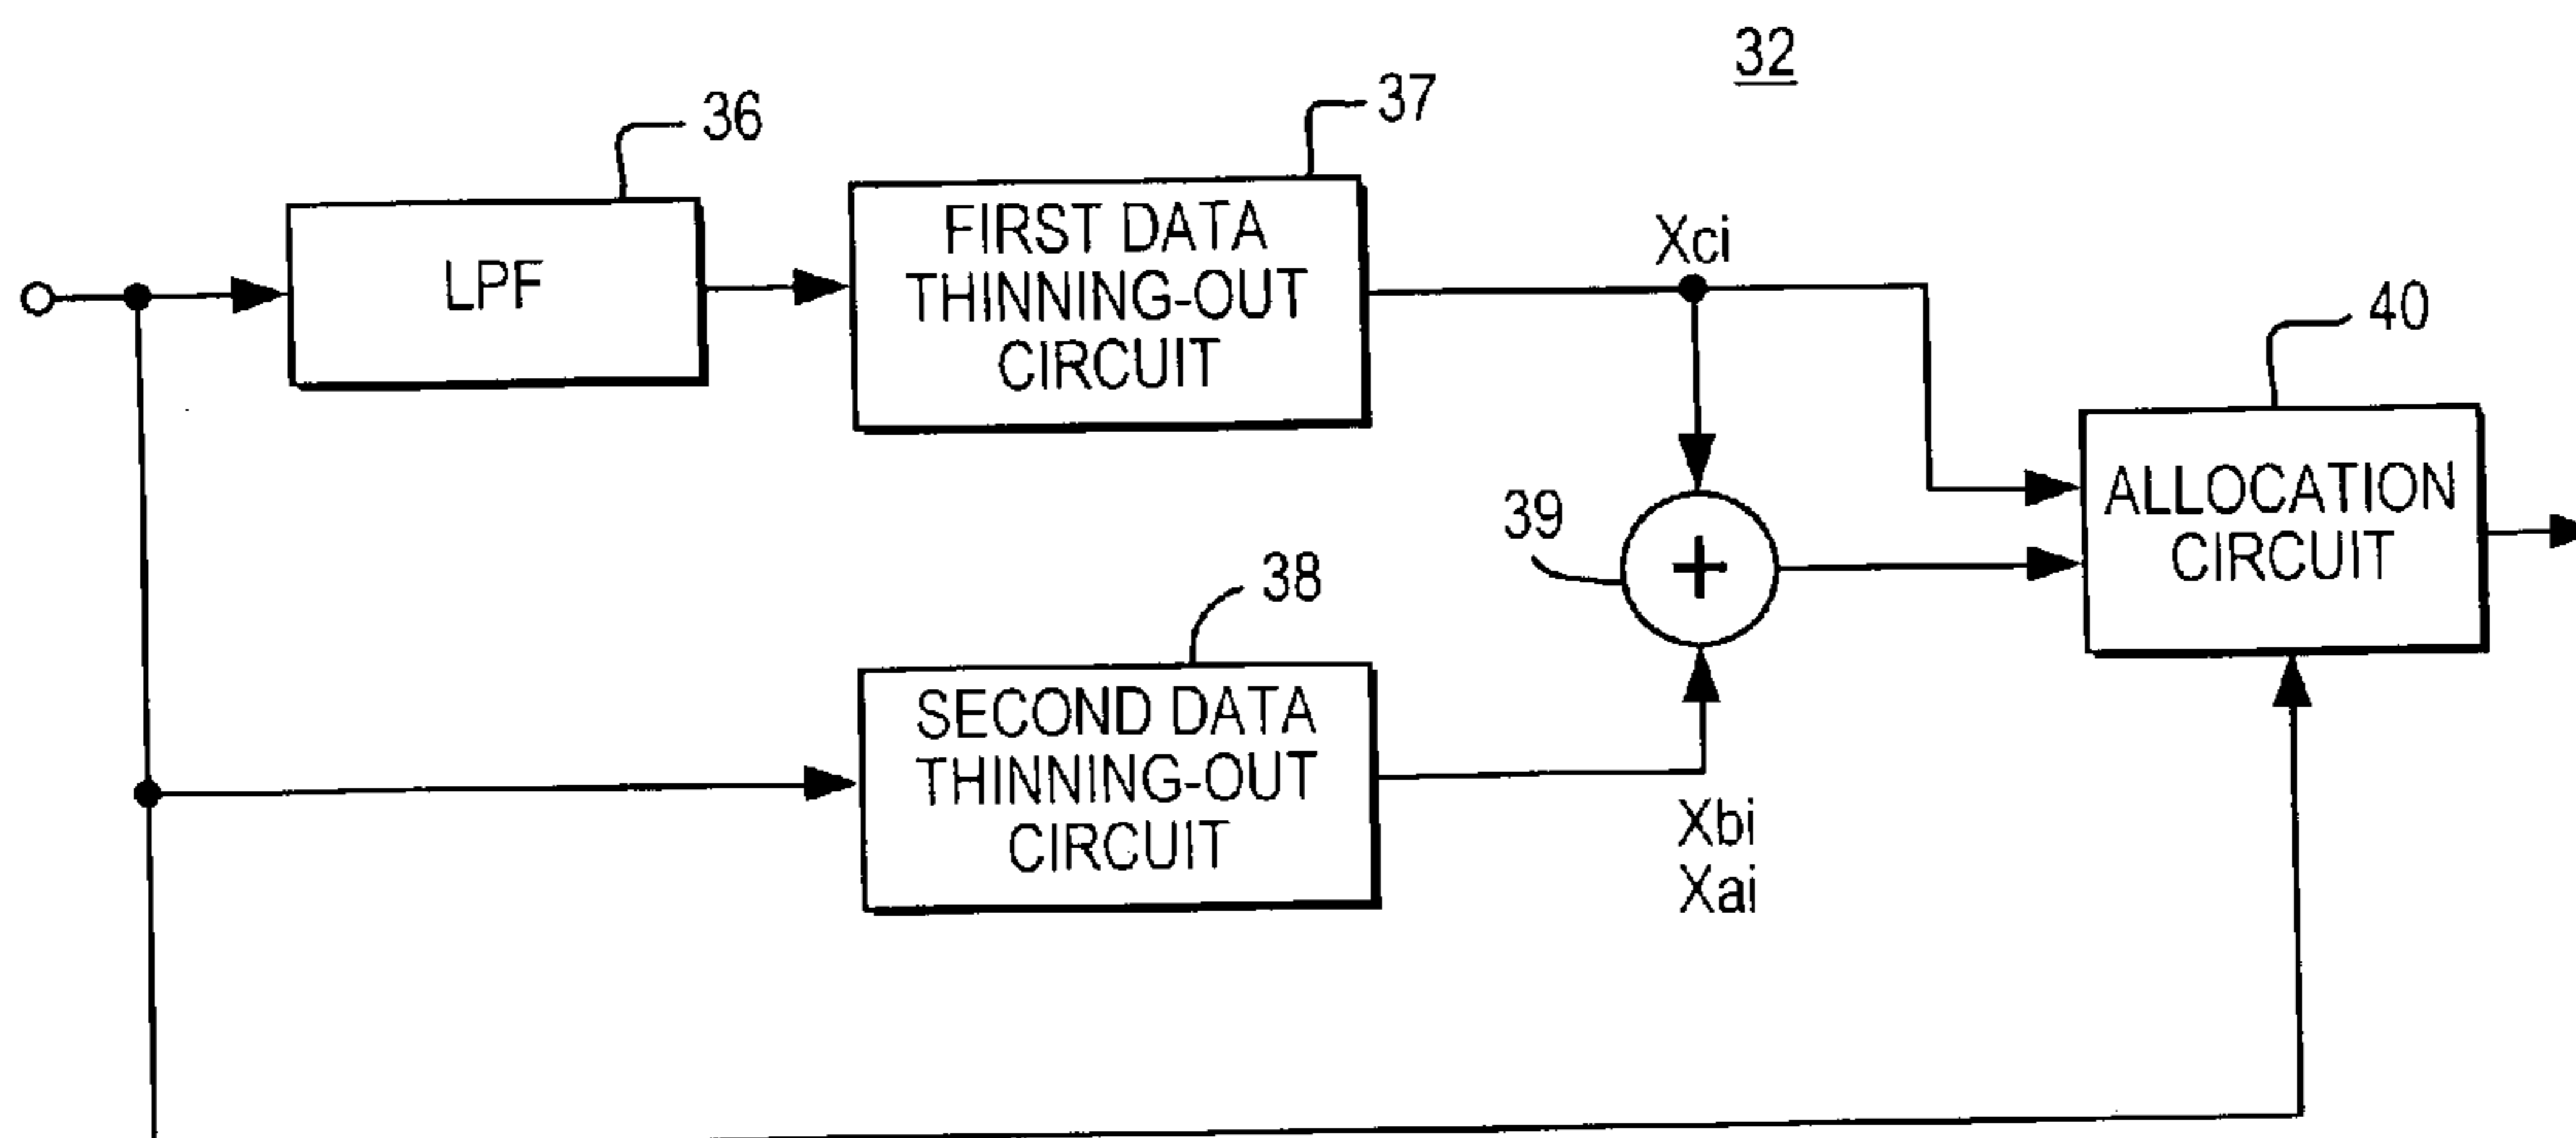 32
36
37
LPF
FIRST DATA
THINNING-OUT
CIRCUIT
Xci
40
ALLOCATION
CIRCUIT
39
+
38
SECOND DATA
THINNING-OUT
CIRCUIT
Xbi
Xai